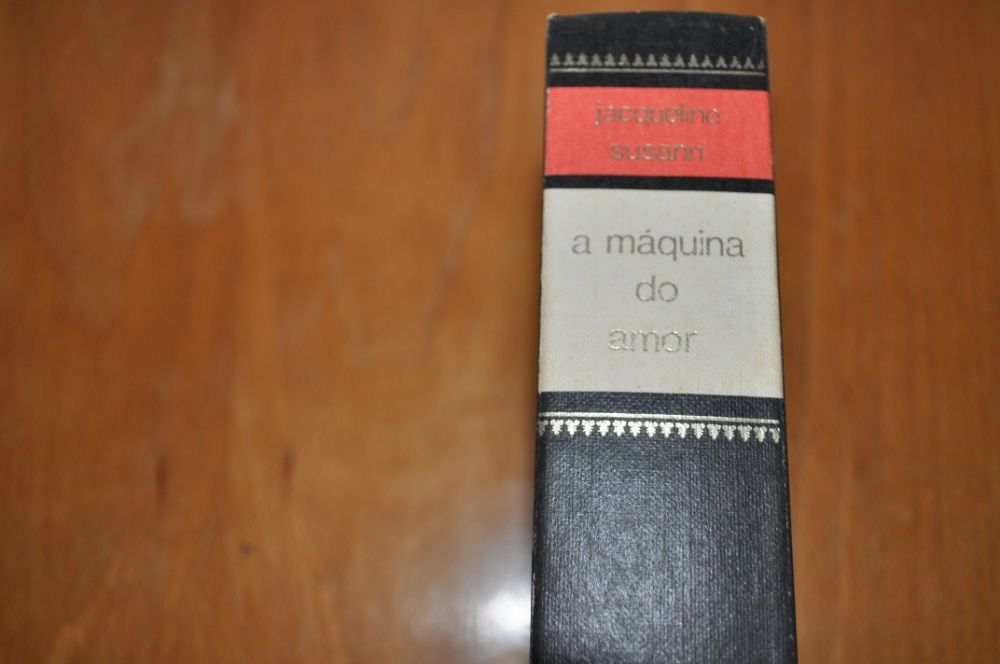 jacqueline
susann
a máquina
do
amor